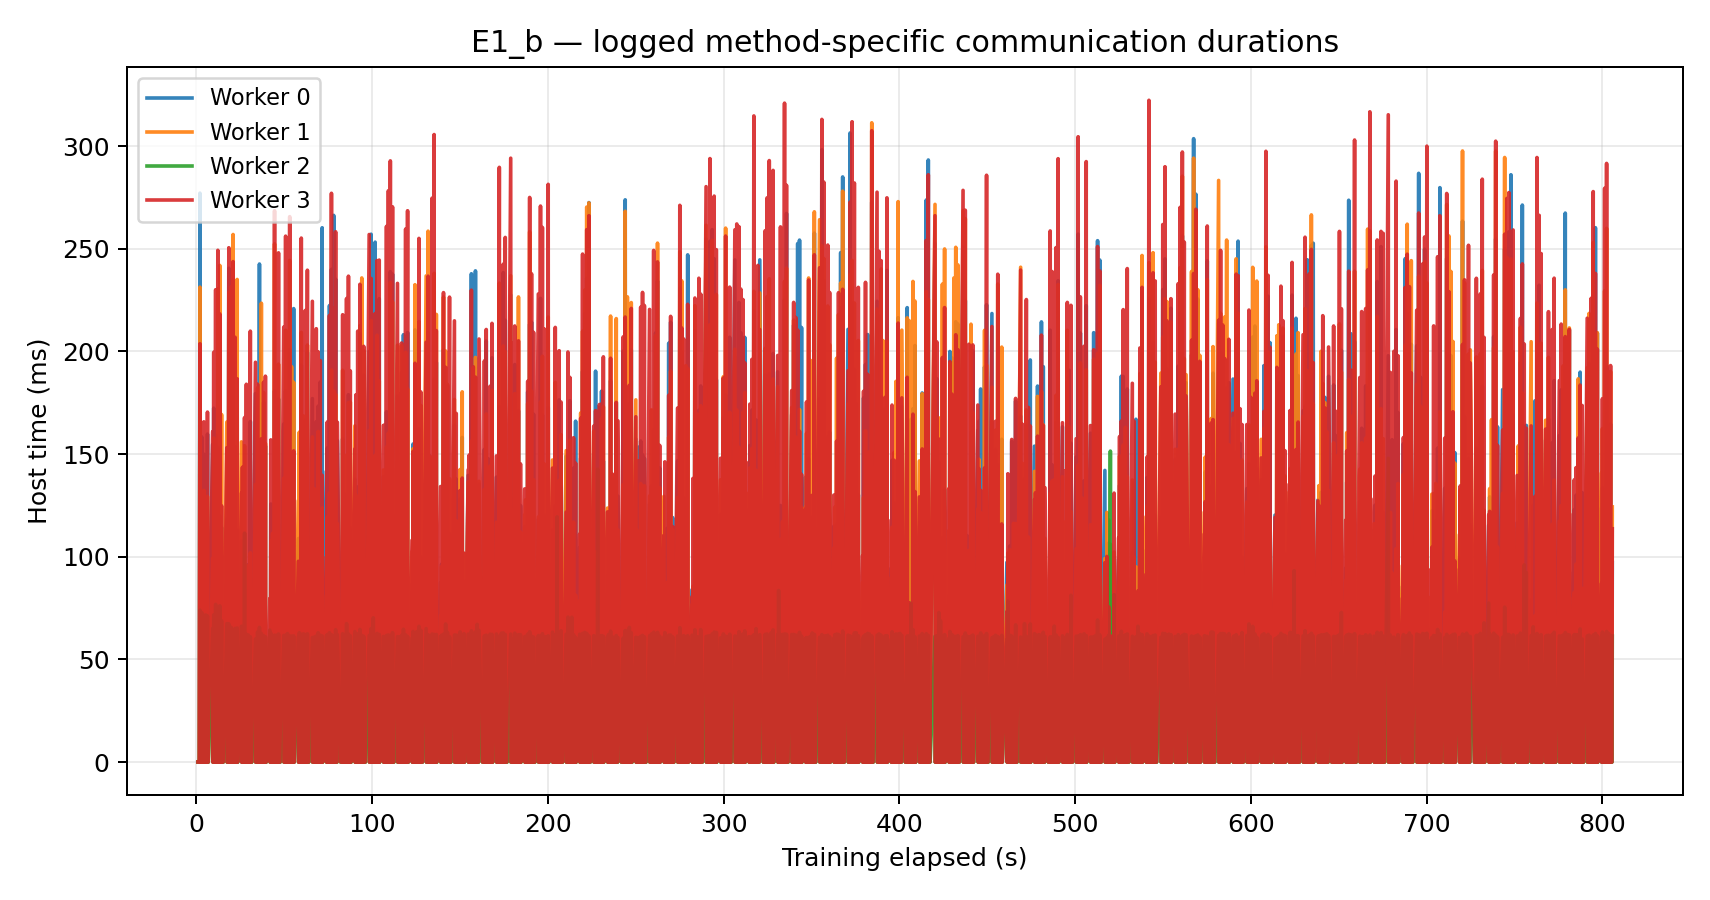 E1_b — logged method-specific communication durations
Worker 0
Worker 1
Worker 2
Worker 3
Host time (ms)
300
250
200
150
100
50
0
0 100 200 300 400 500 600 700 800
Training elapsed (s)